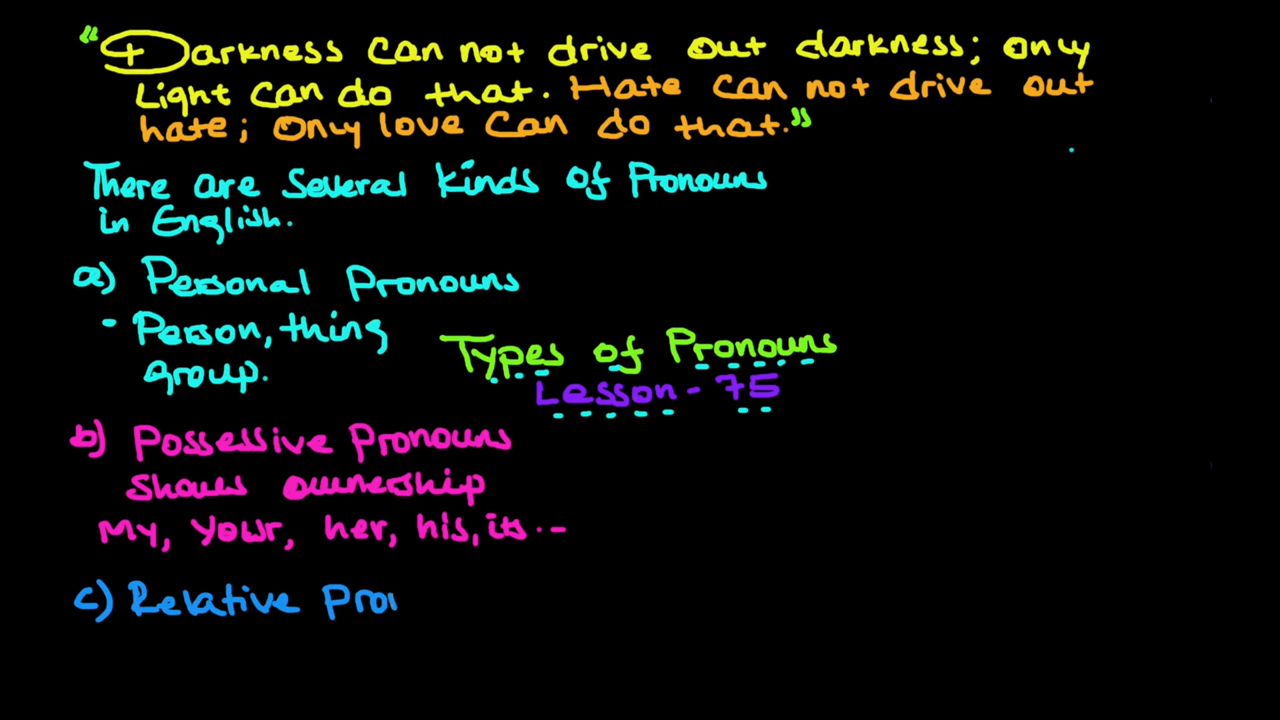 "Darkness can not drive out darkness; only
Light can do that. Hate can not drive out
hate; Only love can do that."
There are several kinds of Pronouns
in English.
a) Personal Pronouns
- Person, thing
group.
Types of Pronouns
Lesson - 75
b) Possessive Pronouns
shows ownership
My, your, her, his, its ..
c) Relative Pron